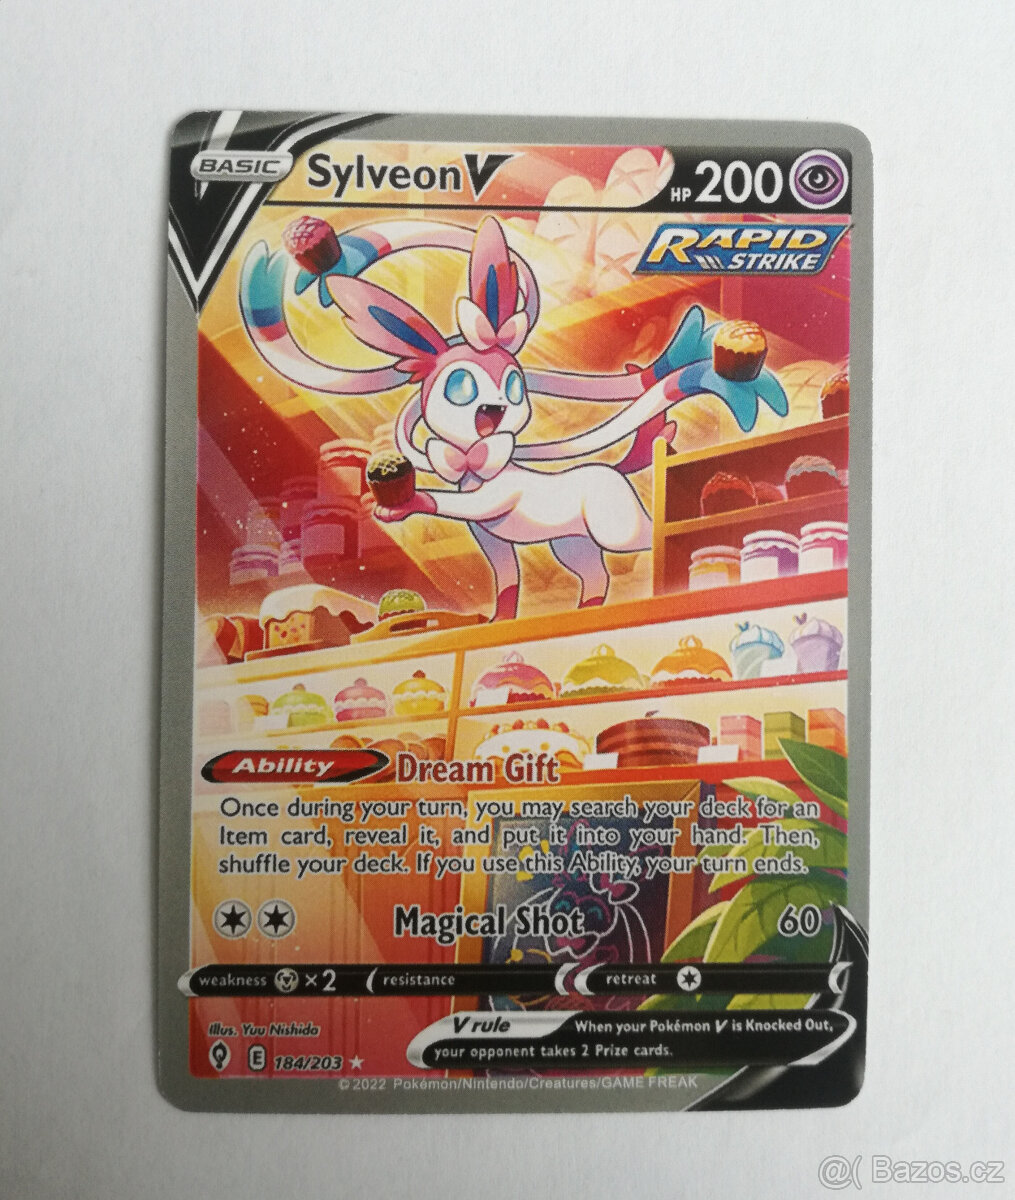 BASIC
Sylveon V
HP 200
RAPID
STRIKE
Ability Dream Gift
Once during your turn, you may search your deck for an
Item card, reveal it, and put it into your hand. Then,
shuffle your deck. If you use this Ability, your turn ends.
Magical Shot 60
weakness ×2 resistance retreat
Illus. Yuu Nishida
V rule When your Pokémon V is Knocked Out,
your opponent takes 2 Prize cards.
E 184/203 ★
©2022 Pokémon/Nintendo/Creatures/GAME FREAK
@( Bazos.cz